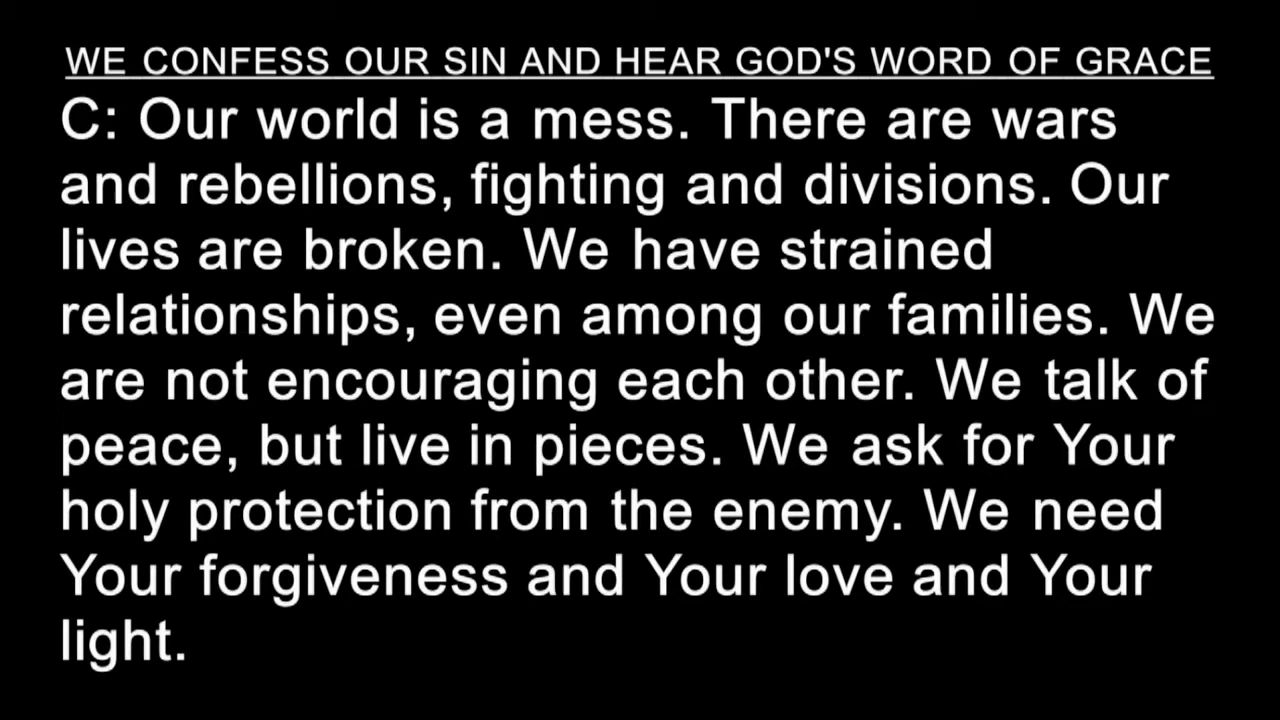 WE CONFESS OUR SIN AND HEAR GOD'S WORD OF GRACE
C: Our world is a mess. There are wars
and rebellions, fighting and divisions. Our
lives are broken. We have strained
relationships, even among our families. We
are not encouraging each other. We talk of
peace, but live in pieces. We ask for Your
holy protection from the enemy. We need
Your forgiveness and Your love and Your
light.